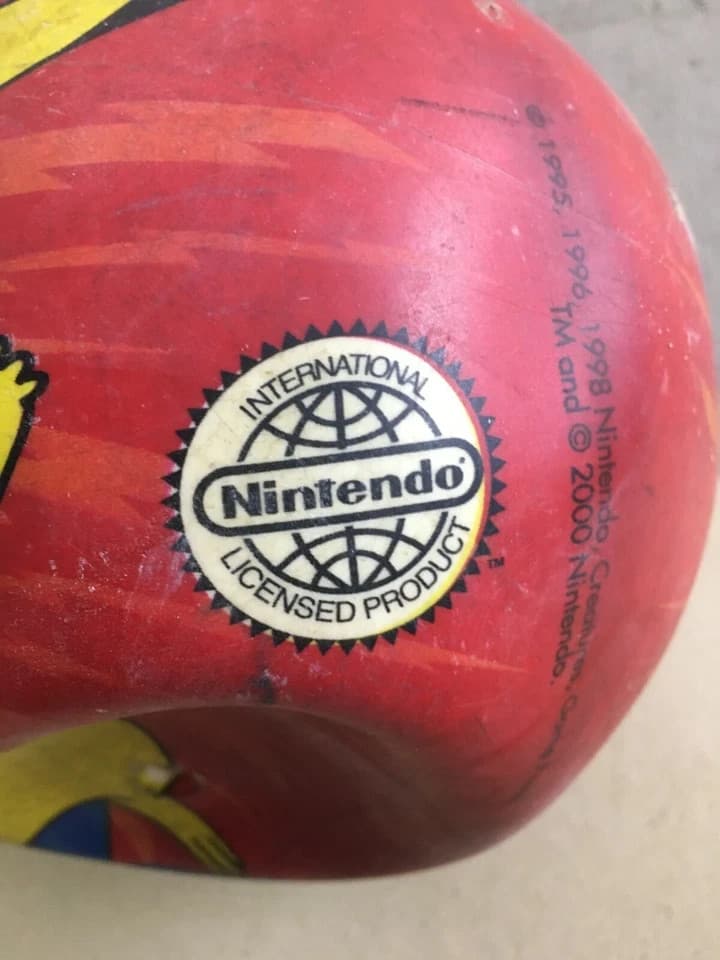 INTERNATIONAL
Nintendo
LICENSED PRODUCT
TM
© 1995, 1996, 1998 Nintendo, Creatures,
TM and © 2000 Nintendo.